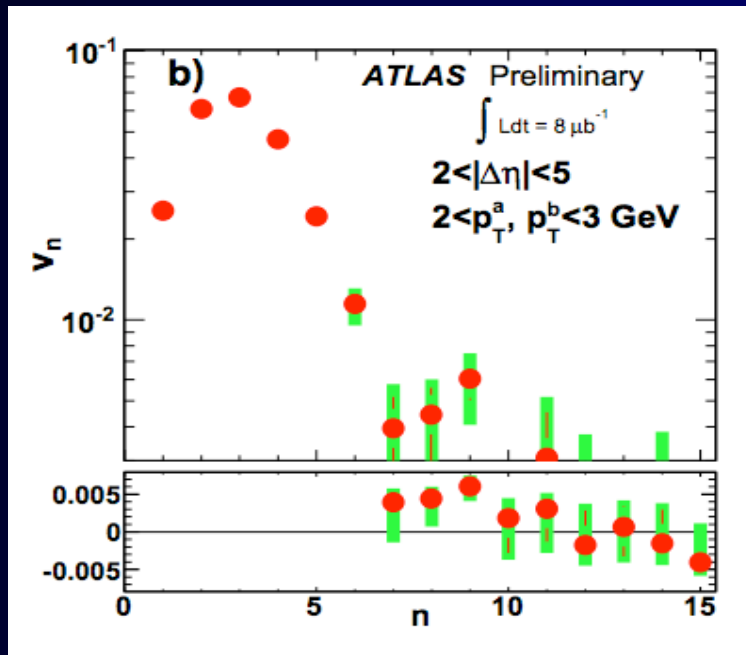 10⁻¹
b) ATLAS Preliminary
∫ Ldt = 8 μb⁻¹
2<|Δη|<5
2<p_T^a, p_T^b<3 GeV
v_n
10⁻²
0.005
0
-0.005
0 5 10 15
n